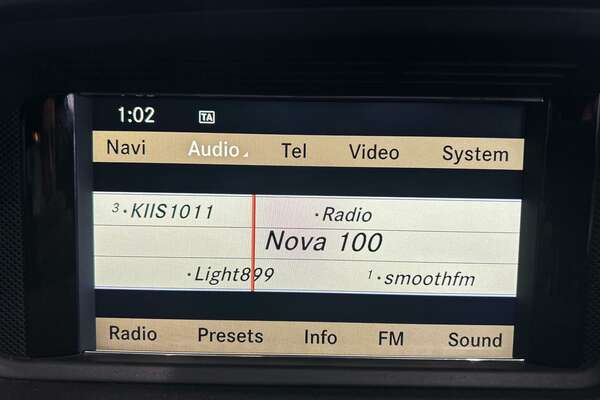 1:02 TA
Navi Audio Tel Video System
3·KIIS1011 ·Radio
Nova 100
·Light899 1·smoothfm
Radio Presets Info FM Sound